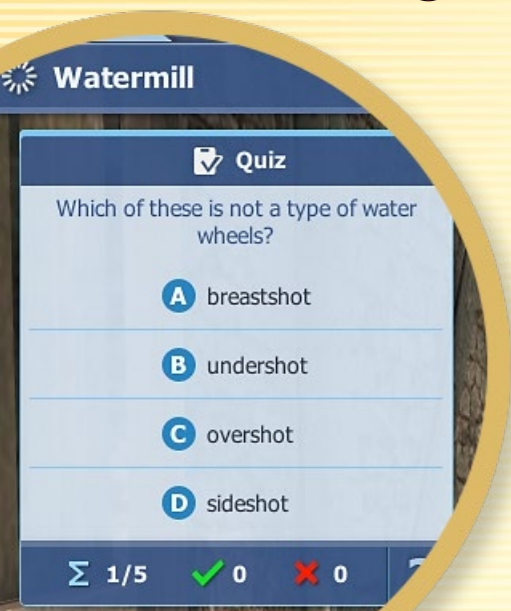 Watermill
Quiz
Which of these is not a type of water
wheels?
A breastshot
B undershot
C overshot
D sideshot
Σ 1/5 0 0